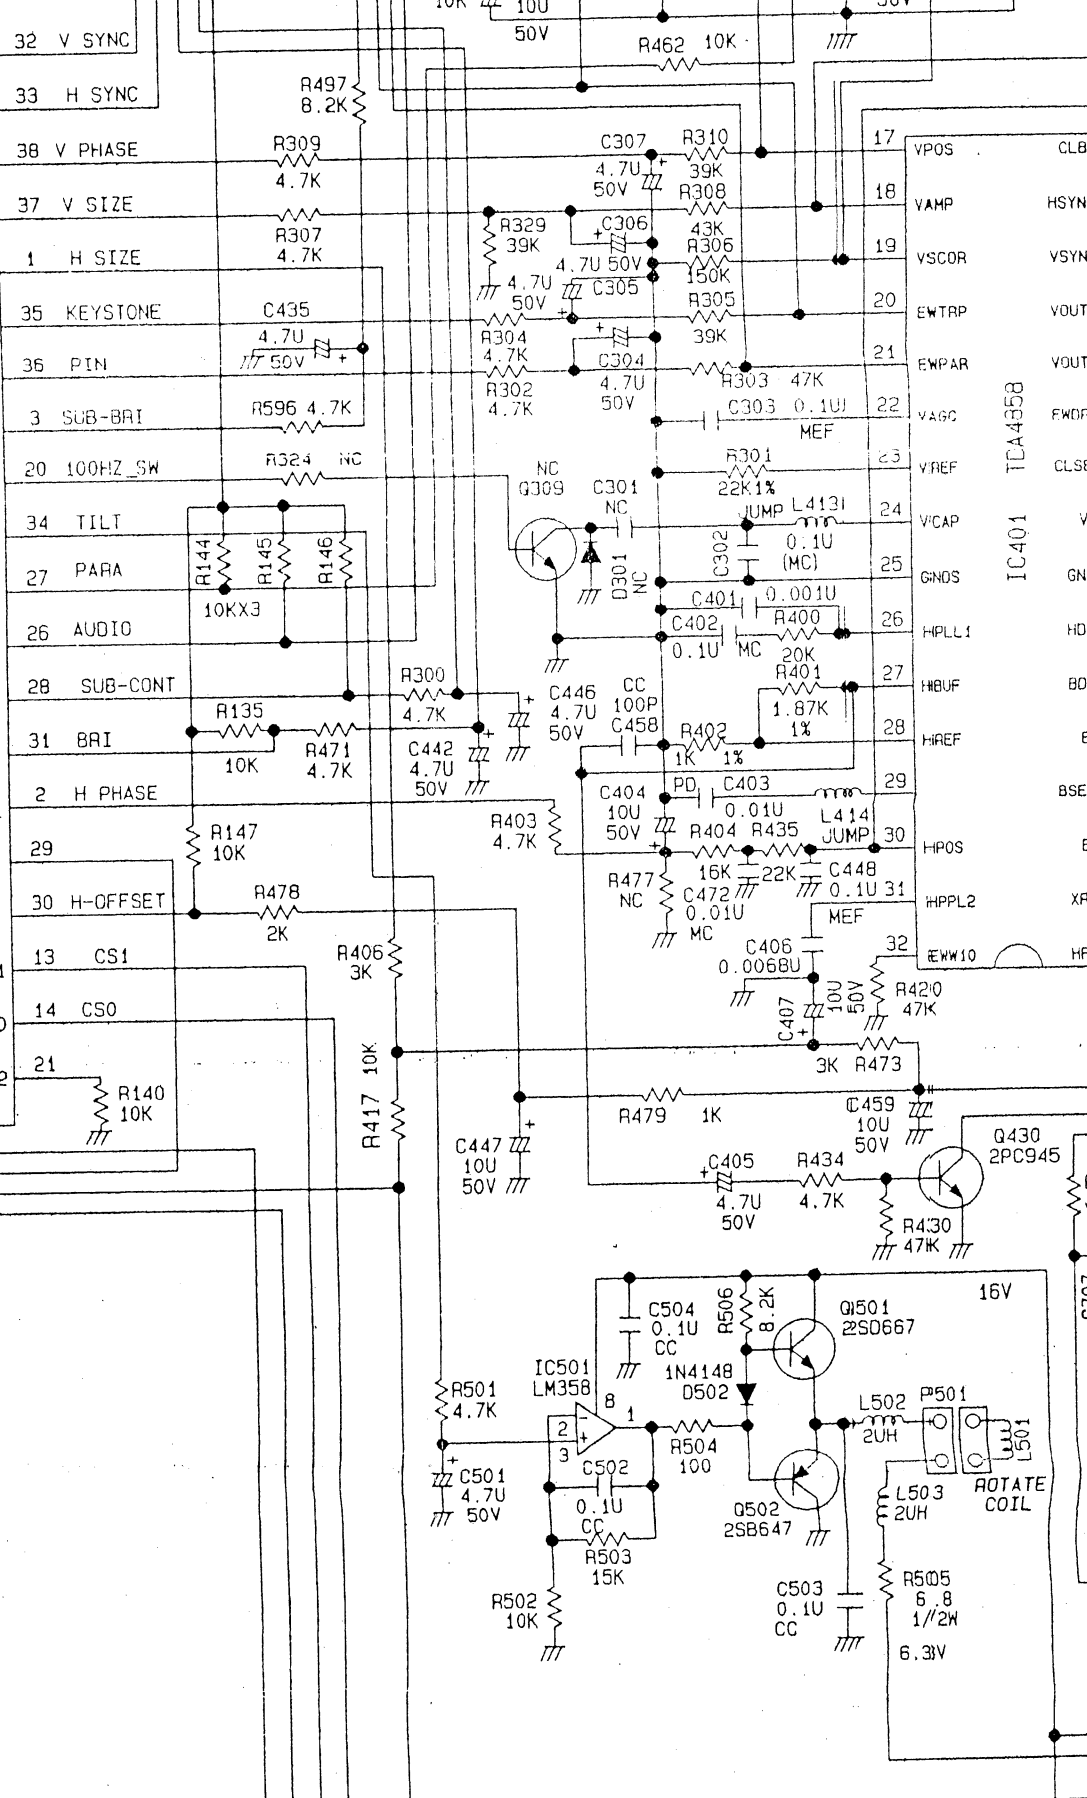 10K 10U 50V
50V
32 V SYNC
R462 10K
33 H SYNC
R497
8.2K
38 V PHASE
R309
4.7K
C307
4.7U
50V
R310
39K
17 VPOS CLB
37 V SIZE
R307
4.7K
R329
39K
C306
4.7U 50V
R308
43K
18 VAMP HSYN
1 H SIZE
R306
150K
19 VSCOR VSYN
4.7U
50V
C305
35 KEYSTONE
C435
4.7U
50V
R304
4.7K
R305
39K
20 EWTRP VOUT
36 PIN
R302
4.7K
C304
4.7U
50V
R303 47K
21 EWPAR VOUT
3 SUB-BRI
R596 4.7K
C303 0.1U
MEF
22 VAGC EWDR
IC401 TDA4858
20 100HZ_SW
R324 NC
NC
Q309
C301
NC
R301
22K1%
23 VREF CLSE
34 TILT
JUMP L413
24 VCAP V
R144 R145 R146
10KX3
27 PARA
D301
NC
C302
0.1U
(MC)
25 GNDS GN
26 AUDIO
C401 0.001U
C402
0.1U MC
R400
20K
26 HPLL1 HD
28 SUB-CONT
R300
4.7K
C446
4.7U
50V
CC
100P
C458
R401
1.87K
1%
27 HBUF BD
31 BRI
R135
10K
R471
4.7K
C442
4.7U
50V
R402
1K 1%
28 HREF
2 H PHASE
R403
4.7K
C404
10U
50V
PD C403
0.01U
L414
JUMP
29 BSE
R147
10K
R404 R435
16K 22K
30 HPOS
29
R477
NC
C472
0.01U
MC
C448
0.1U
MEF
31 HPPL2 XR
30 H-OFFSET
R478
2K
13 CS1
R406
3K
C406
0.0068U
32 EWW10
R420
47K
14 CS0
C407
10U
50V
21
R140
10K
R417 10K
3K R473
R479 1K
C459
10U
50V
C447
10U
50V
Q430
2PC945
C405
4.7U
50V
R434
4.7K
R430
47K
16V
C504
0.1U
CC
R506
8.2K
Q1501
2SD667
IC501
LM358
1N4148
D502
R501
4.7K
8
2 1
3
R504
100
L502
2UH
P501
L501
ROTATE
COIL
C501
4.7U
50V
C502
0.1U
CC
Q502
2SB647
L503
2UH
R503
15K
R502
10K
C503
0.1U
CC
R505
6.8
1/2W
6.3V